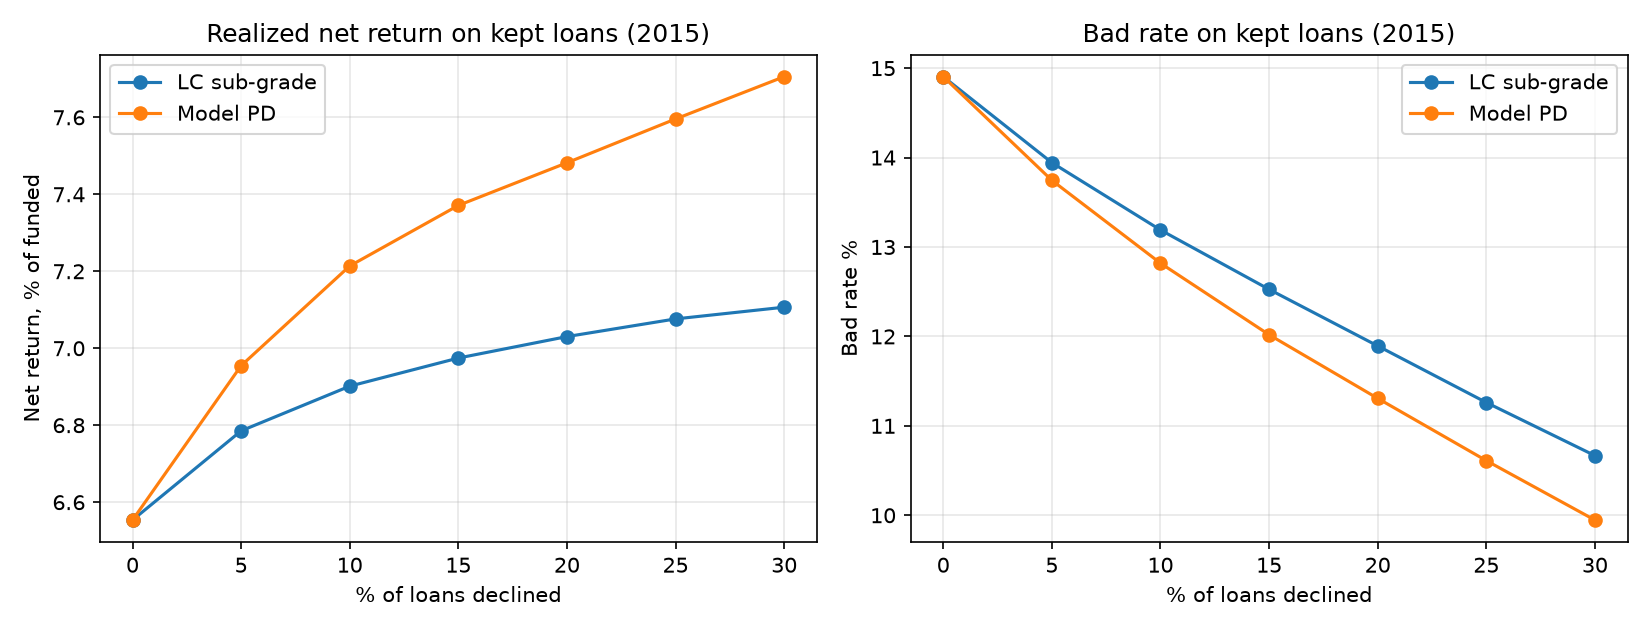 Realized net return on kept loans (2015)
LC sub-grade
Model PD
Net return, % of funded
7.6
7.4
7.2
7.0
6.8
6.6
0 5 10 15 20 25 30
% of loans declined
Bad rate on kept loans (2015)
LC sub-grade
Model PD
Bad rate %
15
14
13
12
11
10
0 5 10 15 20 25 30
% of loans declined